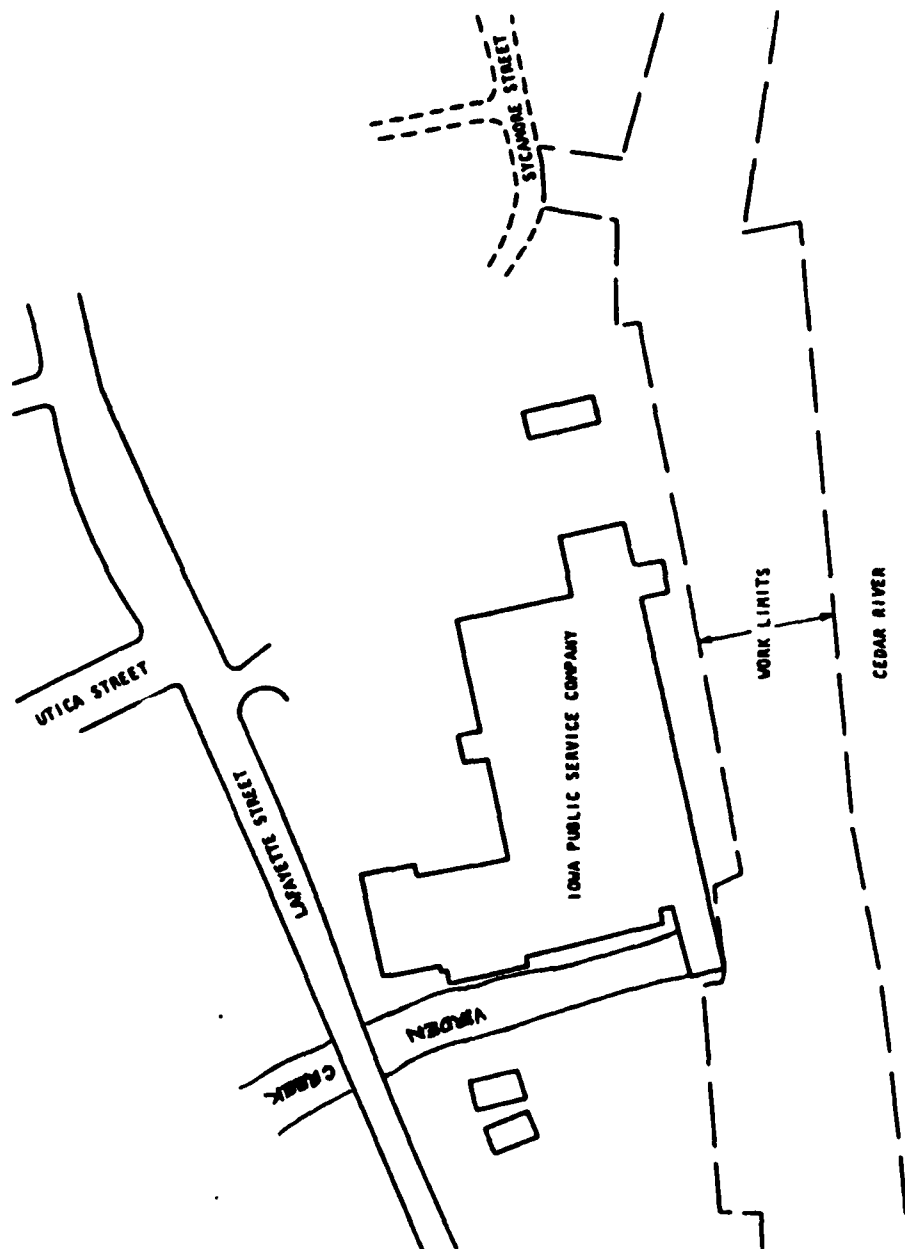 SYCAMORE STREET
UTICA STREET
LAFAYETTE STREET
IOWA PUBLIC SERVICE COMPANY
WORK LIMITS
CEDAR RIVER
VIRDEN
CREEK